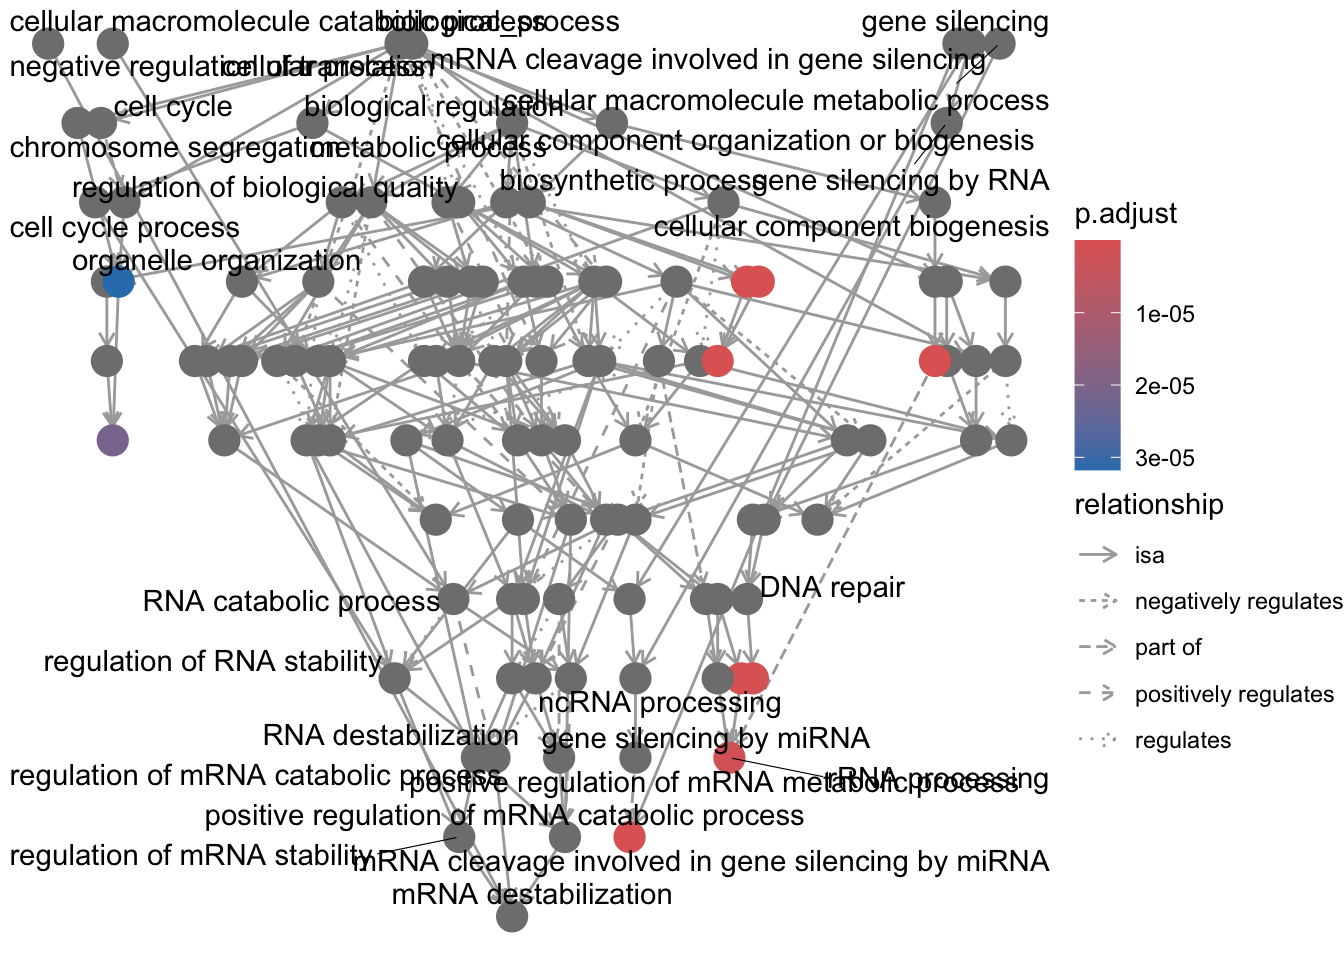 cellular macromolecule catabolic process
biological_process
gene silencing
negative regulation of translation
cellular process
mRNA cleavage involved in gene silencing
cell cycle
biological regulation
cellular macromolecule metabolic process
chromosome segregation
metabolic process
cellular component organization or biogenesis
regulation of biological quality
biosynthetic process
gene silencing by RNA
cell cycle process
cellular component biogenesis
organelle organization
RNA catabolic process
DNA repair
regulation of RNA stability
ncRNA processing
RNA destabilization
gene silencing by miRNA
regulation of mRNA catabolic process
positive regulation of mRNA metabolic process
rRNA processing
positive regulation of mRNA catabolic process
regulation of mRNA stability
mRNA cleavage involved in gene silencing by miRNA
mRNA destabilization
p.adjust
1e-05
2e-05
3e-05
relationship
isa
negatively regulates
part of
positively regulates
regulates